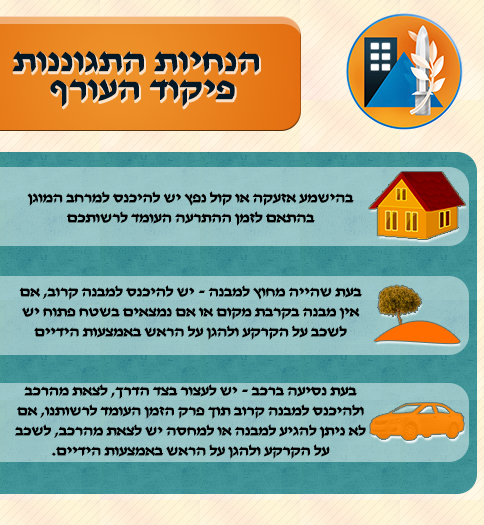 הנחיות התגוננות
פיקוד העורף
בהישמע אזעקה או קול נפץ יש להיכנס למרחב המוגן
בהתאם לזמן ההתרעה העומד לרשותכם
בעת שהייה מחוץ למבנה - יש להיכנס למבנה קרוב, אם
אין מבנה בקרבת מקום או אם נמצאים בשטח פתוח יש
לשכב על הקרקע ולהגן על הראש באמצעות הידיים
בעת נסיעה ברכב - יש לעצור בצד הדרך, לצאת מהרכב
ולהיכנס למבנה קרוב תוך פרק הזמן העומד לרשותנו, אם
לא ניתן להגיע למבנה או למחסה יש לצאת מהרכב, לשכב
על הקרקע ולהגן על הראש באמצעות הידיים.